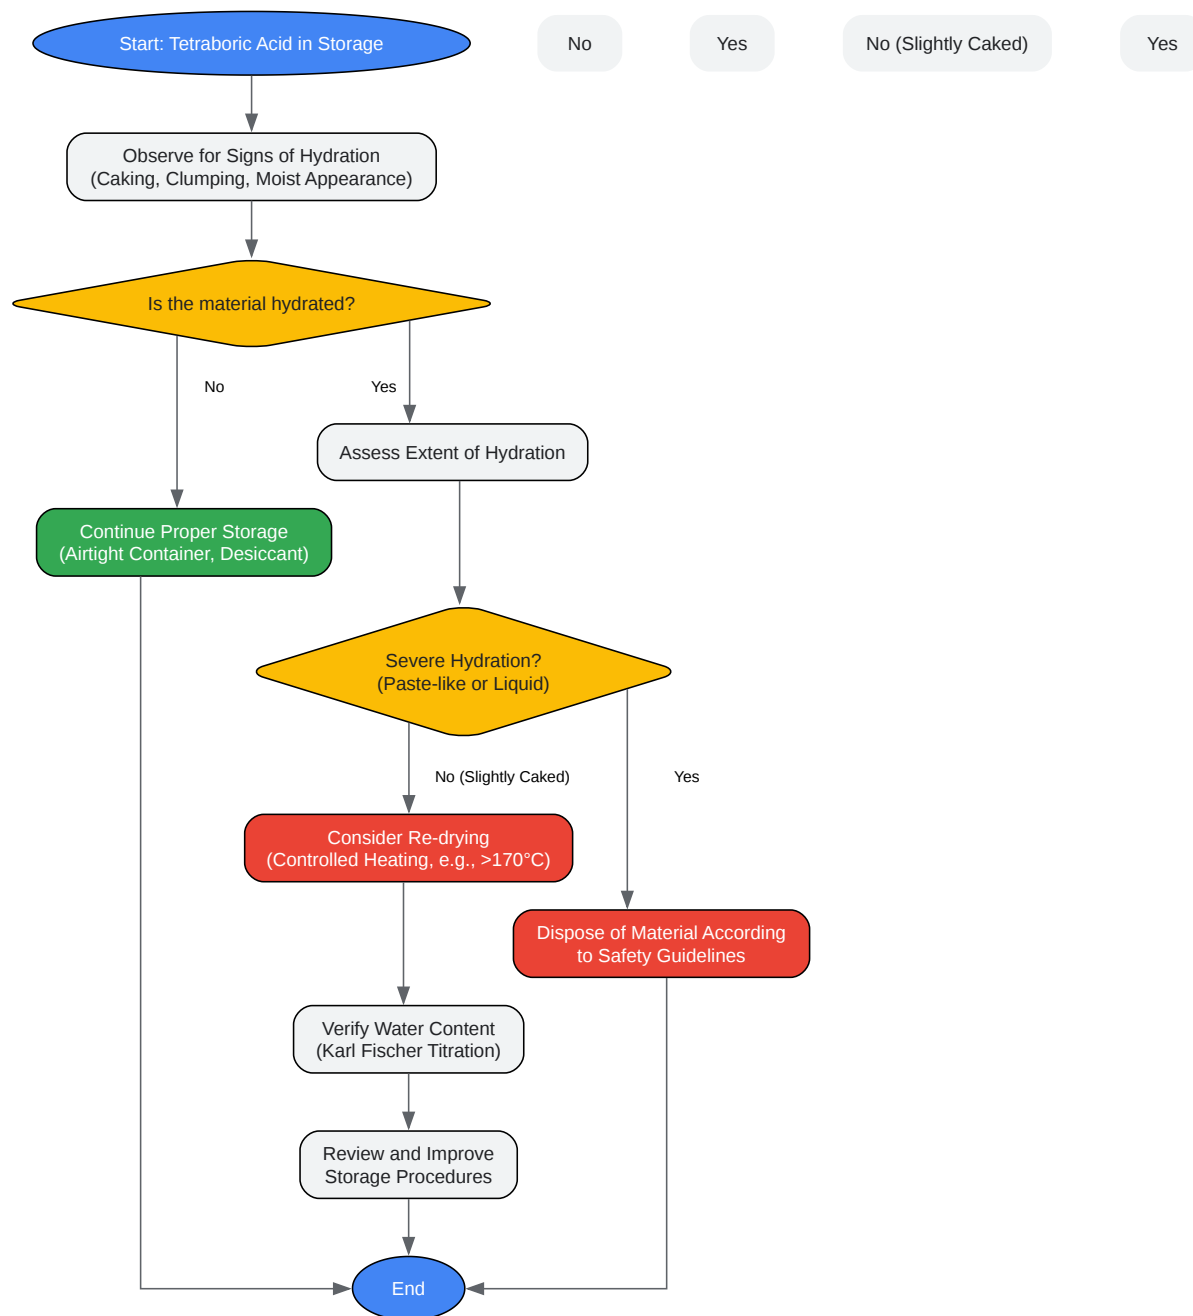 Start: Tetraboric Acid in Storage
No
Yes
No (Slightly Caked)
Yes
Observe for Signs of Hydration
(Caking, Clumping, Moist Appearance)
Is the material hydrated?
No
Yes
Assess Extent of Hydration
Continue Proper Storage
(Airtight Container, Desiccant)
Severe Hydration?
(Paste-like or Liquid)
No (Slightly Caked)
Yes
Consider Re-drying
(Controlled Heating, e.g., >170°C)
Dispose of Material According
to Safety Guidelines
Verify Water Content
(Karl Fischer Titration)
Review and Improve
Storage Procedures
End